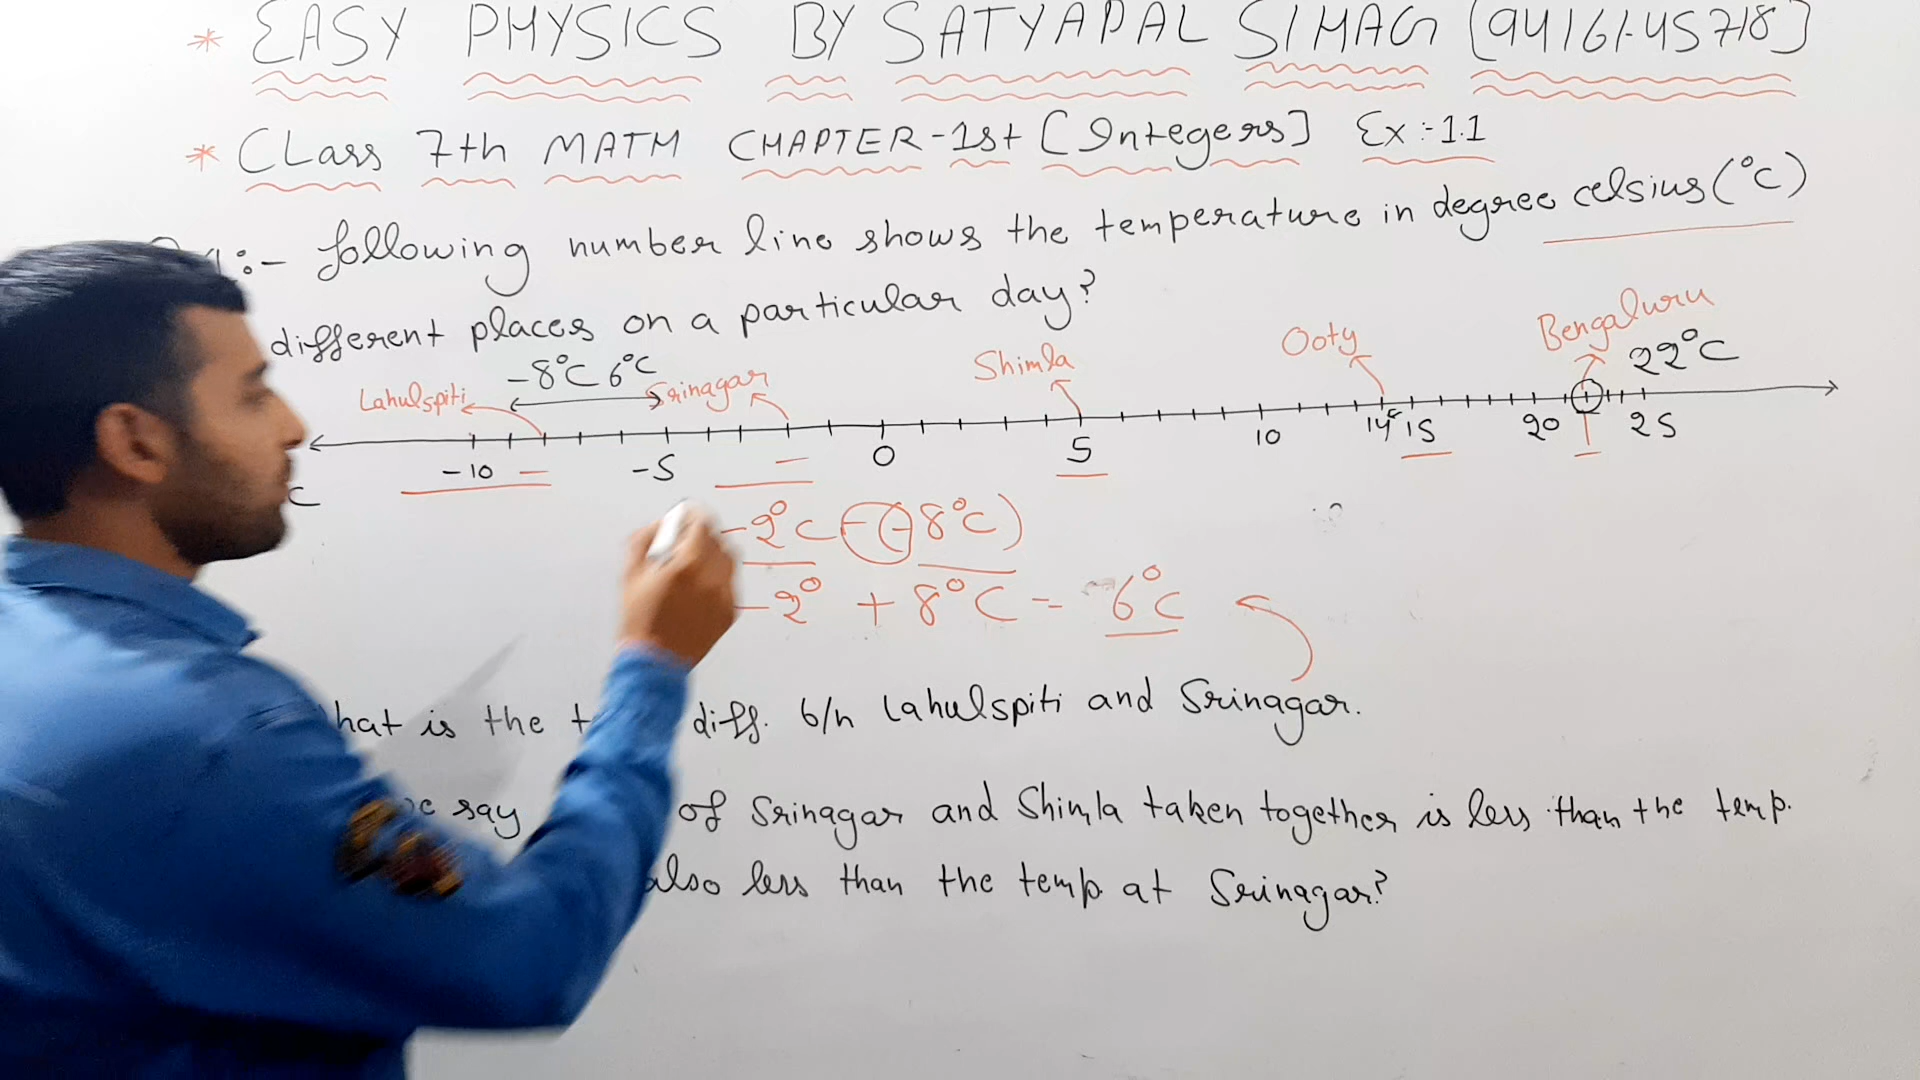 * EASY PHYSICS BY SATYAPAL SIMAG [94161-45718]
* CLass 7th MATH CHAPTER-1st [Integers] Ex:-1.1
1:- following number line shows the temperature in degree celsius (°C)
different places on a particular day?
Lahulspiti -8°C 6°C Srinagar Shimla Ooty Bengaluru 22°C
-10 -5 0 5 10 14°C 15 20 25
C
-2°C -(-8°C)
-2° + 8°C = 6°C
hat is the diff. b/n Lahulspiti and Srinagar.
say of Srinagar and Shimla taken together is less than the temp.
also less than the temp at Srinagar?